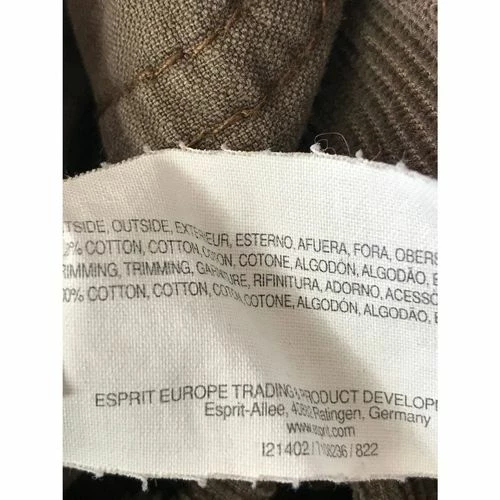 TSIDE, OUTSIDE, EXTERIEUR, ESTERNO, AFUERA, FORA, OBERS
% COTTON, COTTON, COTON, COTONE, ALGODÓN, ALGODÃO, B
RIMMING, TRIMMING, GARNITURE, RIFINITURA, ADORNO, ACESSO
00% COTTON, COTTON, COTON, COTONE, ALGODÓN, ALGODÃO, B
ESPRIT EUROPE TRADING & PRODUCT DEVELOP
Esprit-Allee, 40882 Ratingen, Germany
www.esprit.com
I21402 / 822